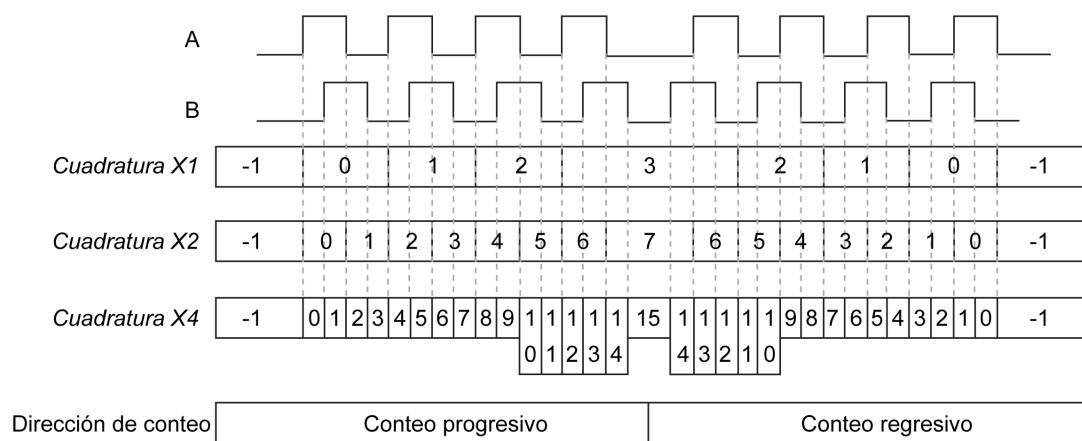 A
B
Cuadratura X1 -1 0 1 2 3 2 1 0 -1
Cuadratura X2 -1 0 1 2 3 4 5 6 7 6 5 4 3 2 1 0 -1
Cuadratura X4 -1 0 1 2 3 4 5 6 7 8 9 1 1 1 1 1 15 1 1 1 1 1 9 8 7 6 5 4 3 2 1 0 -1
0 1 2 3 4 4 3 2 1 0
Dirección de conteo Conteo progresivo Conteo regresivo